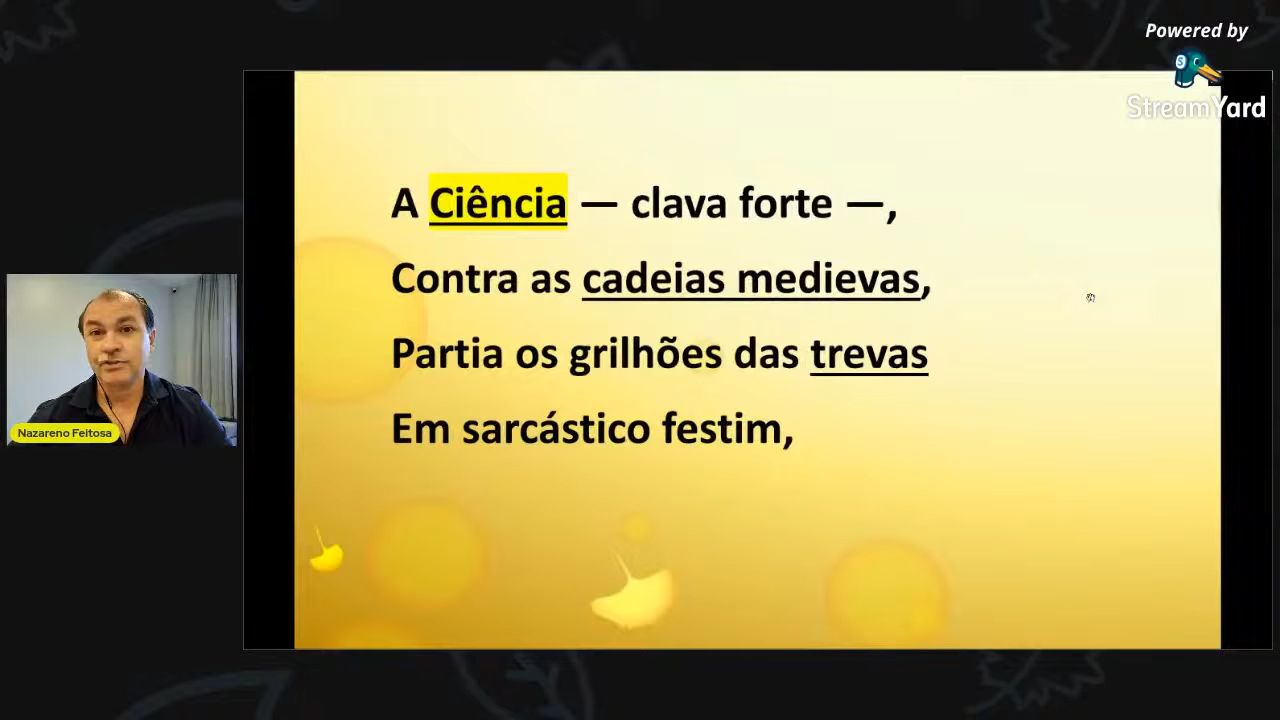 Powered by
StreamYard
A Ciência — clava forte —,
Contra as cadeias medievas,
Partia os grilhões das trevas
Em sarcástico festim,
Nazareno Feitosa